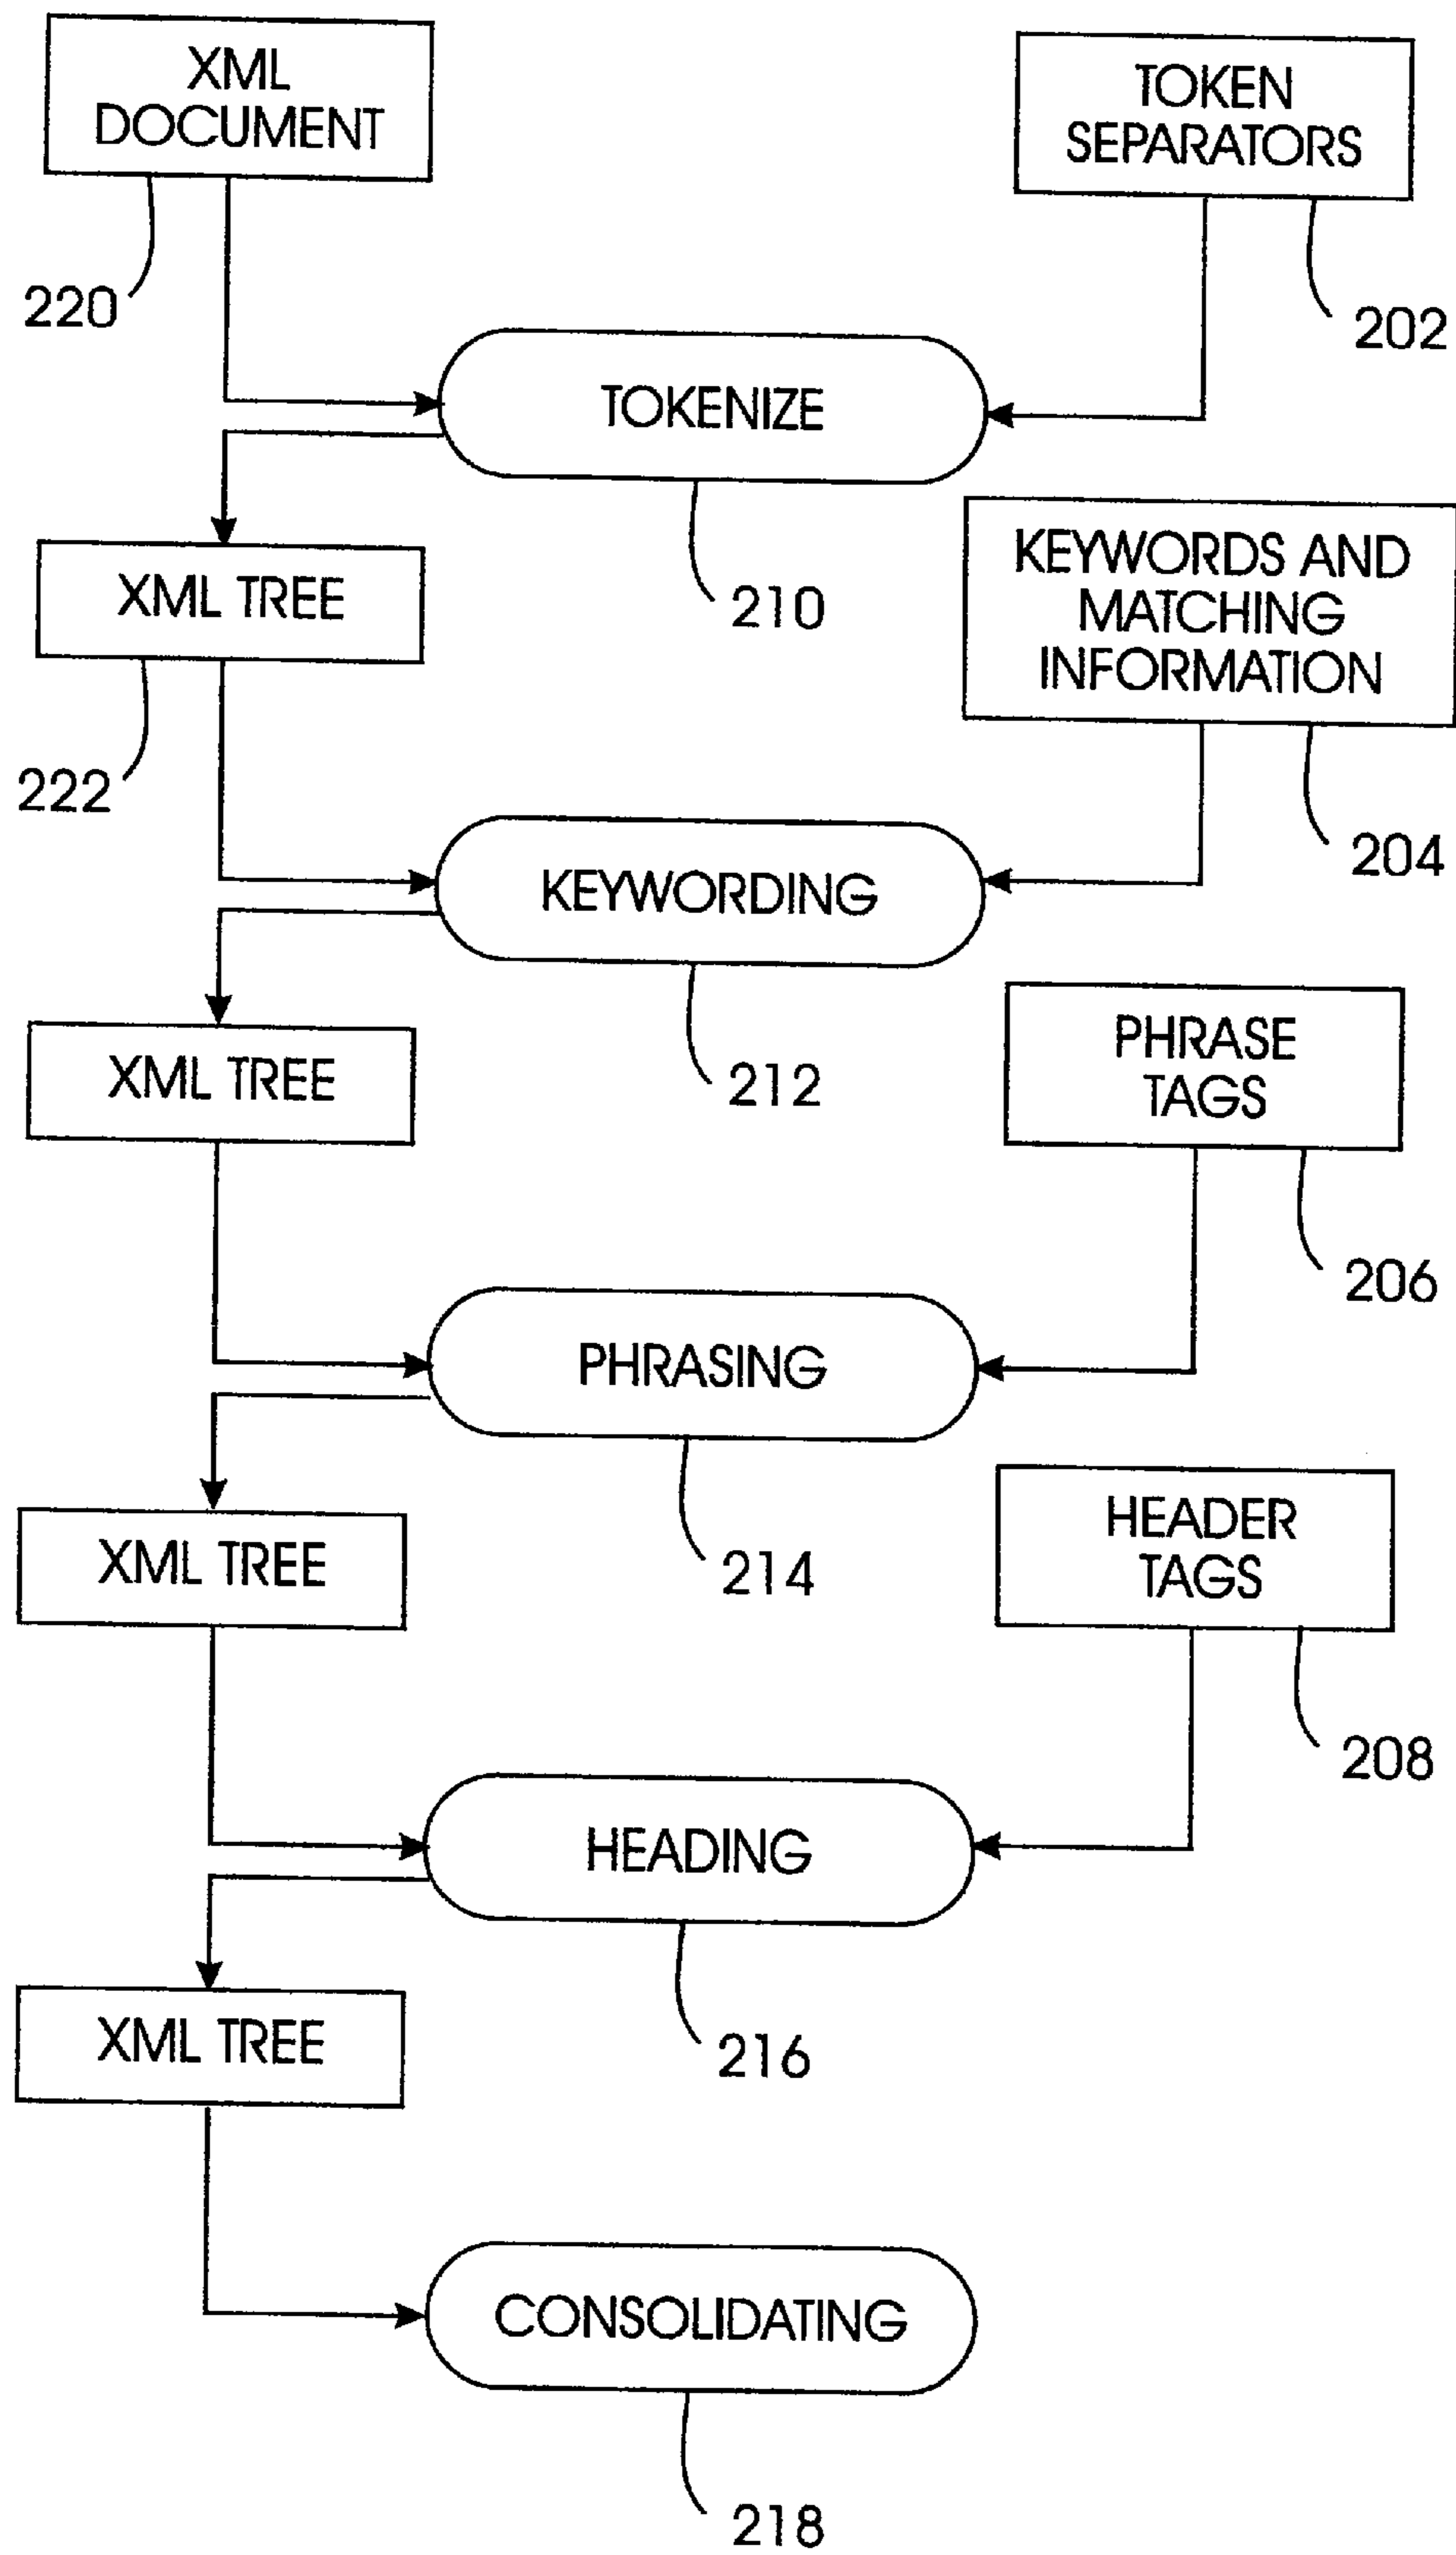 XML
DOCUMENT
TOKEN
SEPARATORS
220
202
TOKENIZE
XML TREE
210
KEYWORDS AND
MATCHING
INFORMATION
222
204
KEYWORDING
XML TREE
212
PHRASE
TAGS
206
PHRASING
XML TREE
214
HEADER
TAGS
208
HEADING
XML TREE
216
CONSOLIDATING
218